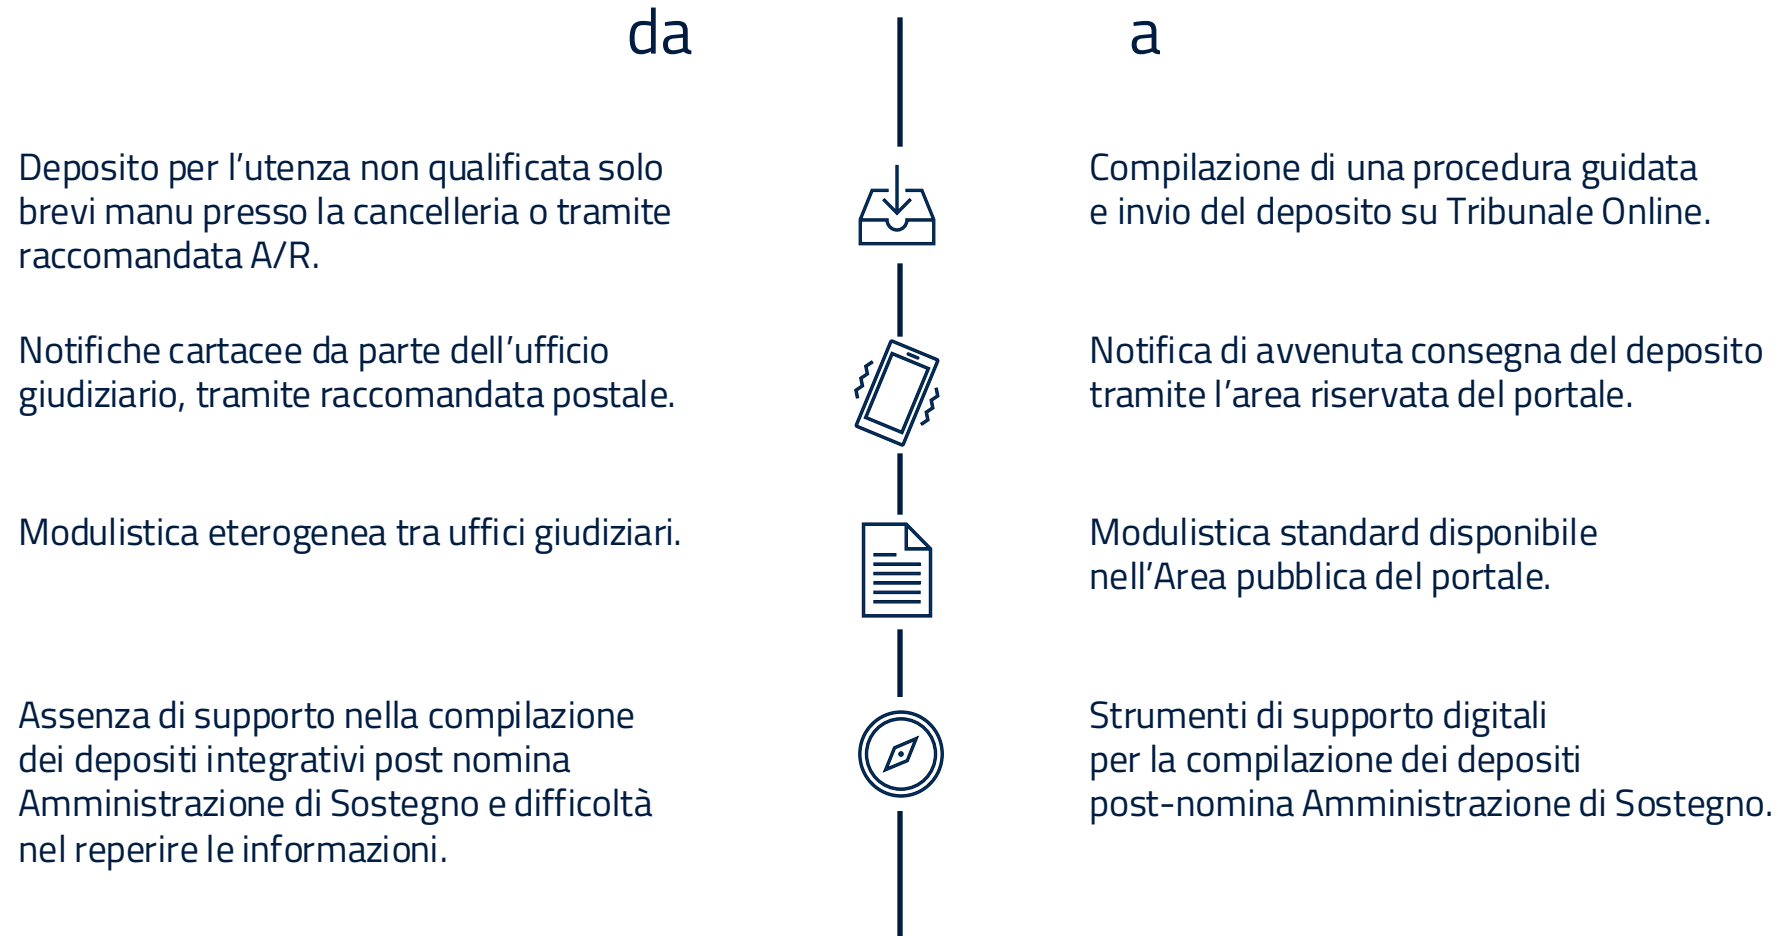 da
a
Deposito per l’utenza non qualificata solo
brevi manu presso la cancelleria o tramite
raccomandata A/R.
Compilazione di una procedura guidata
e invio del deposito su Tribunale Online.
Notifiche cartacee da parte dell’ufficio
giudiziario, tramite raccomandata postale.
Notifica di avvenuta consegna del deposito
tramite l’area riservata del portale.
Modulistica eterogenea tra uffici giudiziari.
Modulistica standard disponibile
nell’Area pubblica del portale.
Assenza di supporto nella compilazione
dei depositi integrativi post nomina
Amministrazione di Sostegno e difficoltà
nel reperire le informazioni.
Strumenti di supporto digitali
per la compilazione dei depositi
post-nomina Amministrazione di Sostegno.